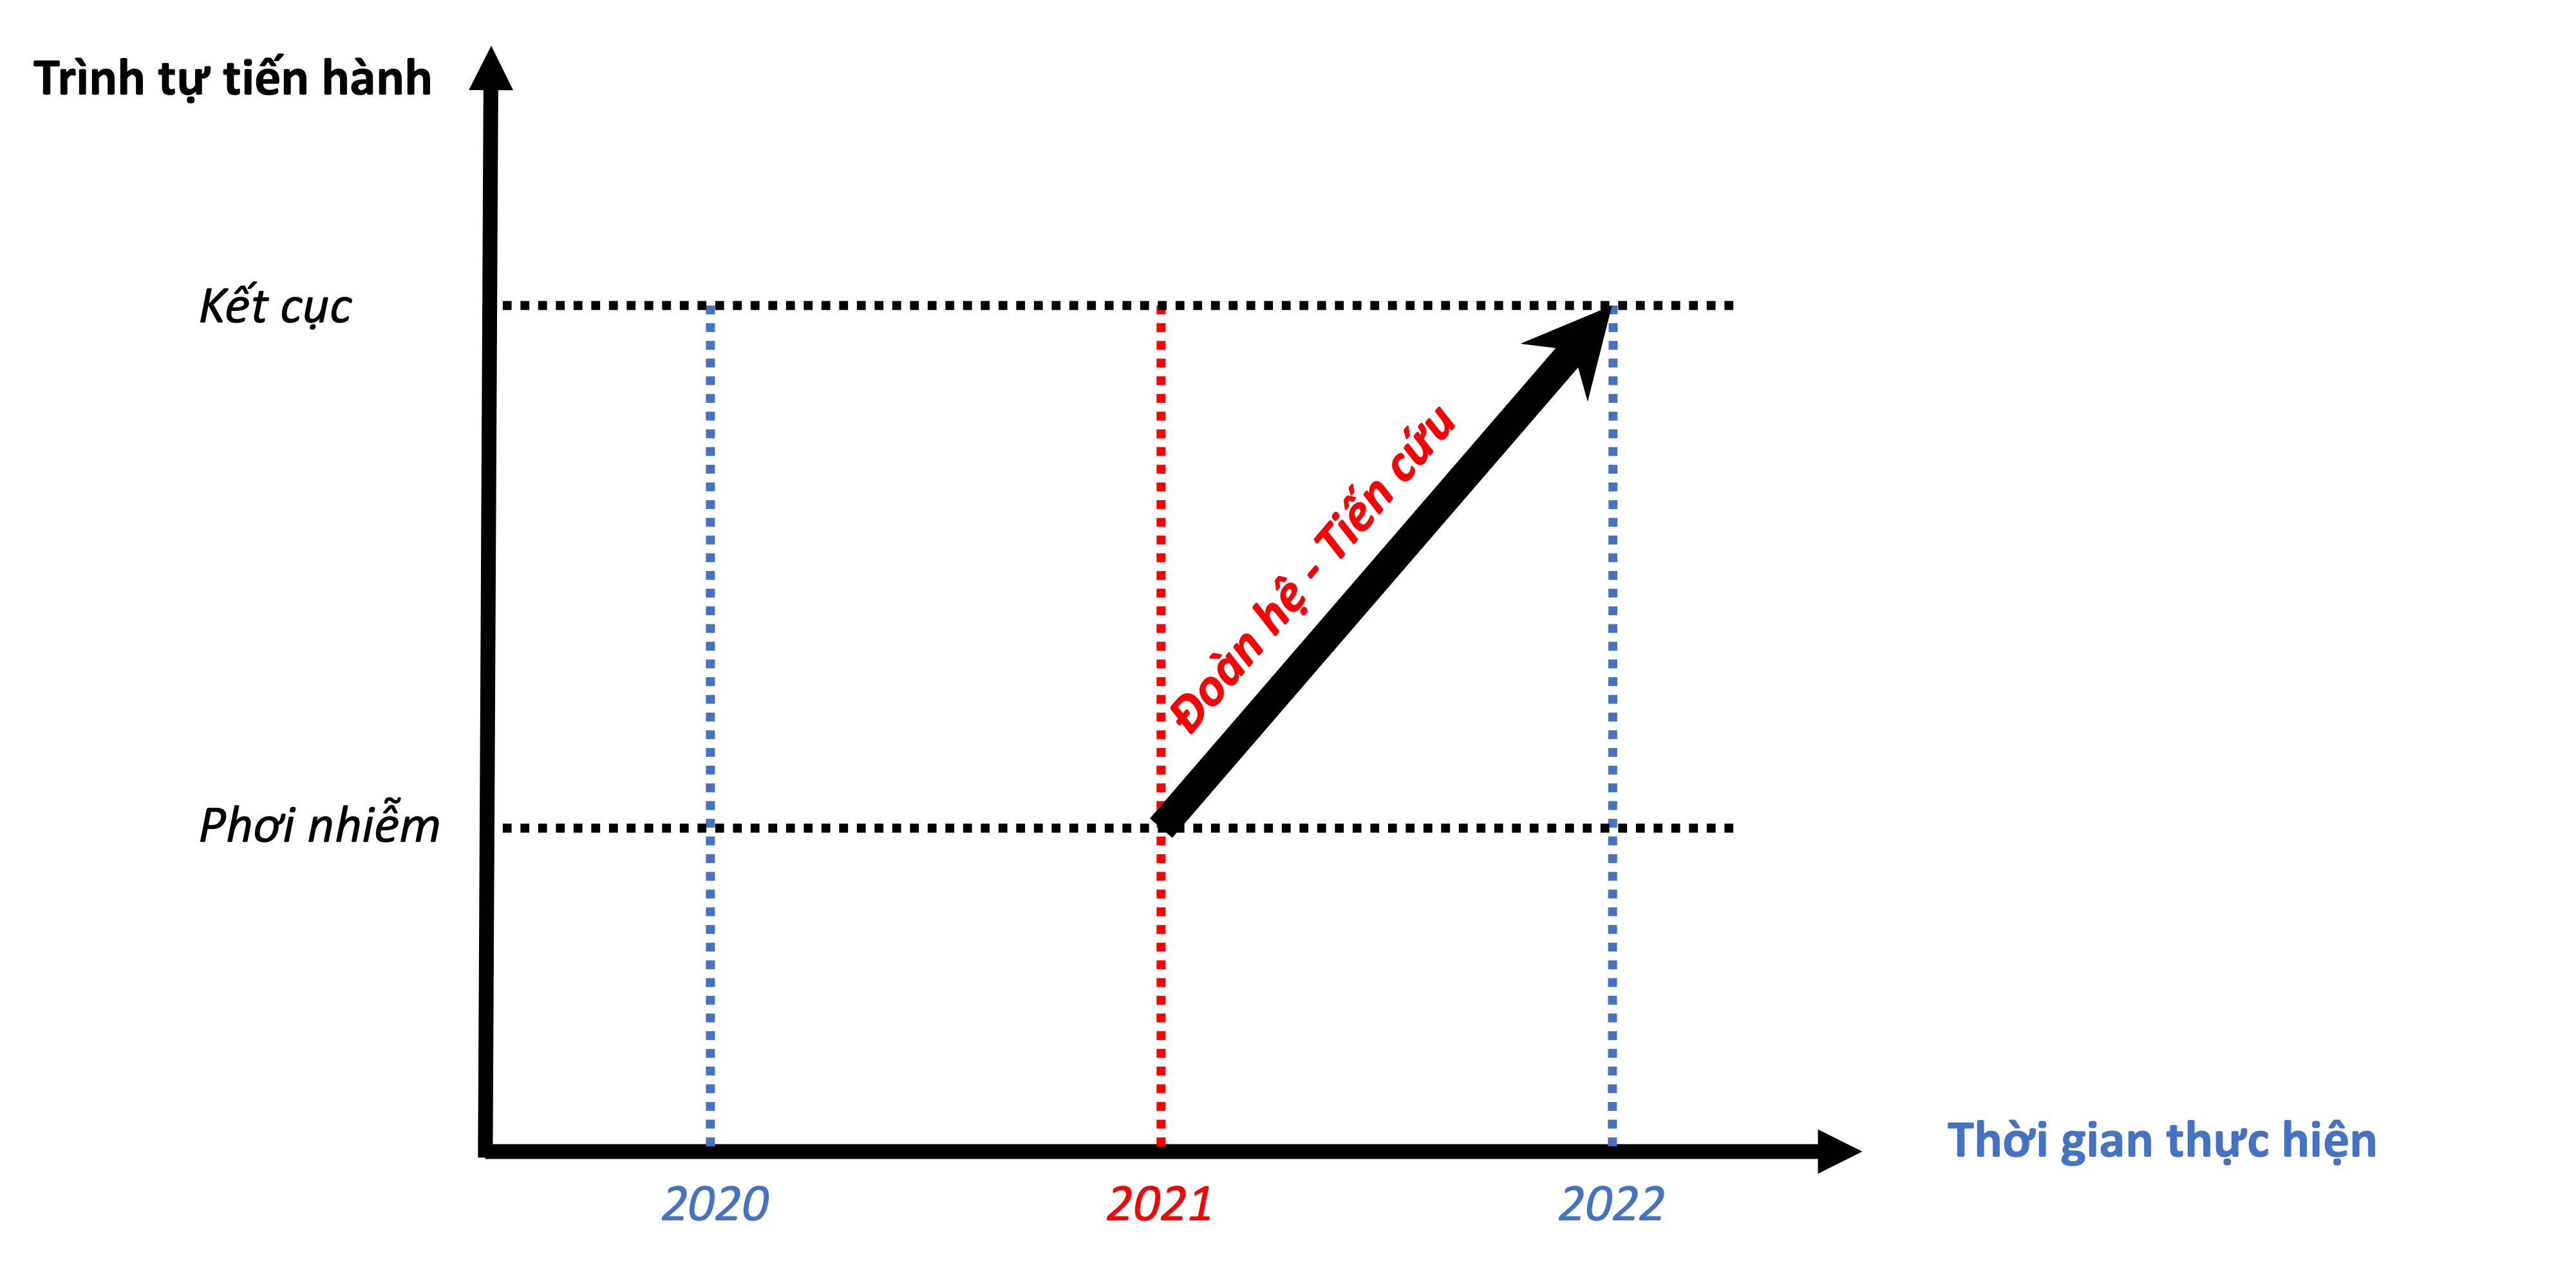 Trình tự tiến hành
Kết cục
Đoàn hệ - Tiến cứu
Phơi nhiễm
Thời gian thực hiện
2020
2021
2022